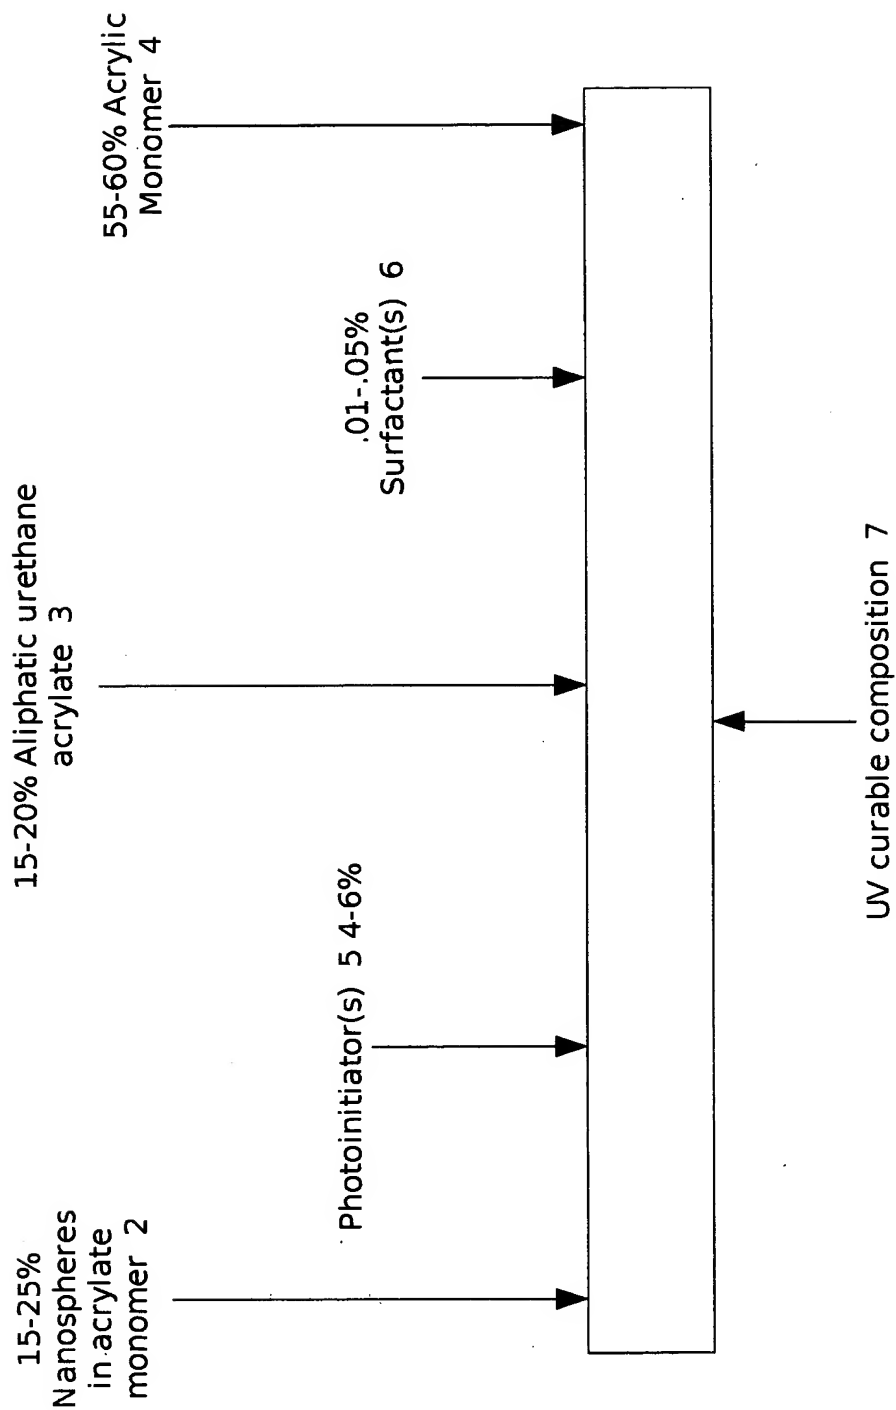 15-25%
Nanospheres
in acrylate
monomer 2
Photoinitiator(s) 5 4-6%
15-20% Aliphatic urethane
acrylate 3
.01-.05%
Surfactant(s) 6
55-60% Acrylic
Monomer 4
UV curable composition 7